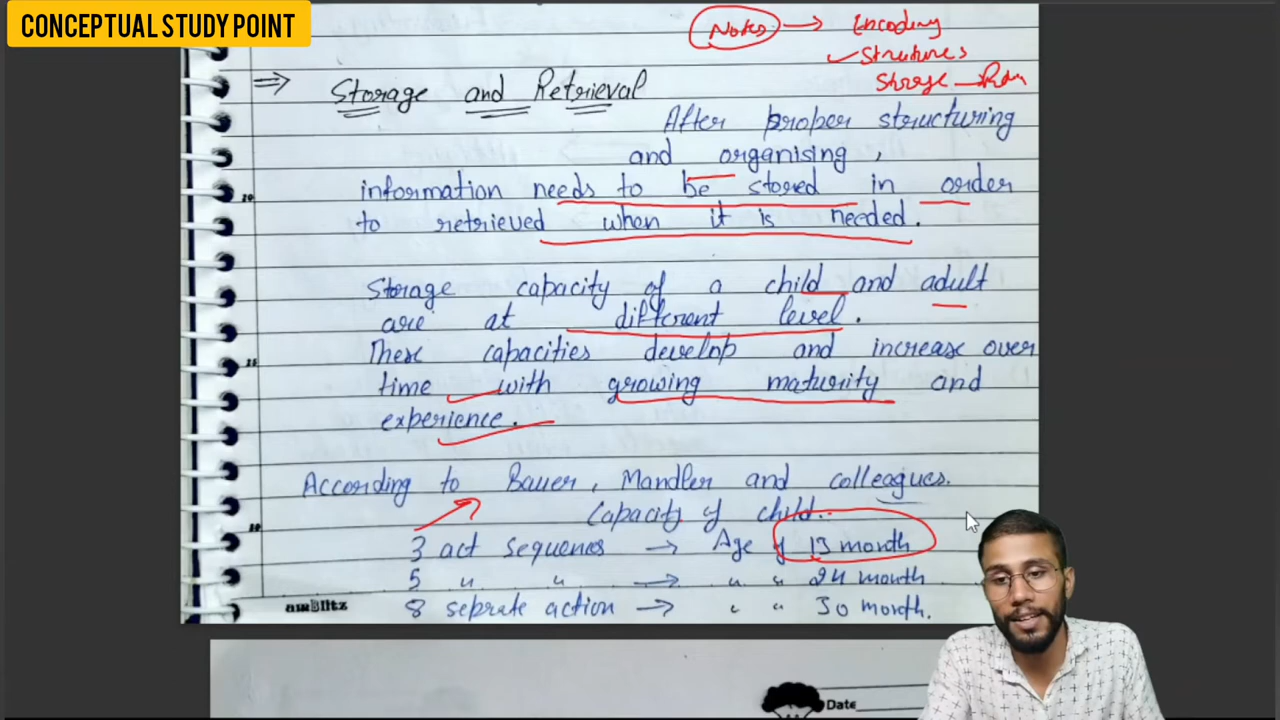 CONCEPTUAL STUDY POINT
Notes → Encoding
Structures
Storage →
⇒ Storage and Retrieval
After proper structuring
and organising,
information needs to be stored in order
to retrieved when it is needed.
Storage capacity of a child and adult
are at different level.
These capacities develop and increase over
time with growing maturity and
experience.
According to Bauer, Mandler and colleagues.
Capacity of child.
3 act sequences → Age of 13 month
5 " " → " " 24 month
8 seprate action → " " 30 month.
Date